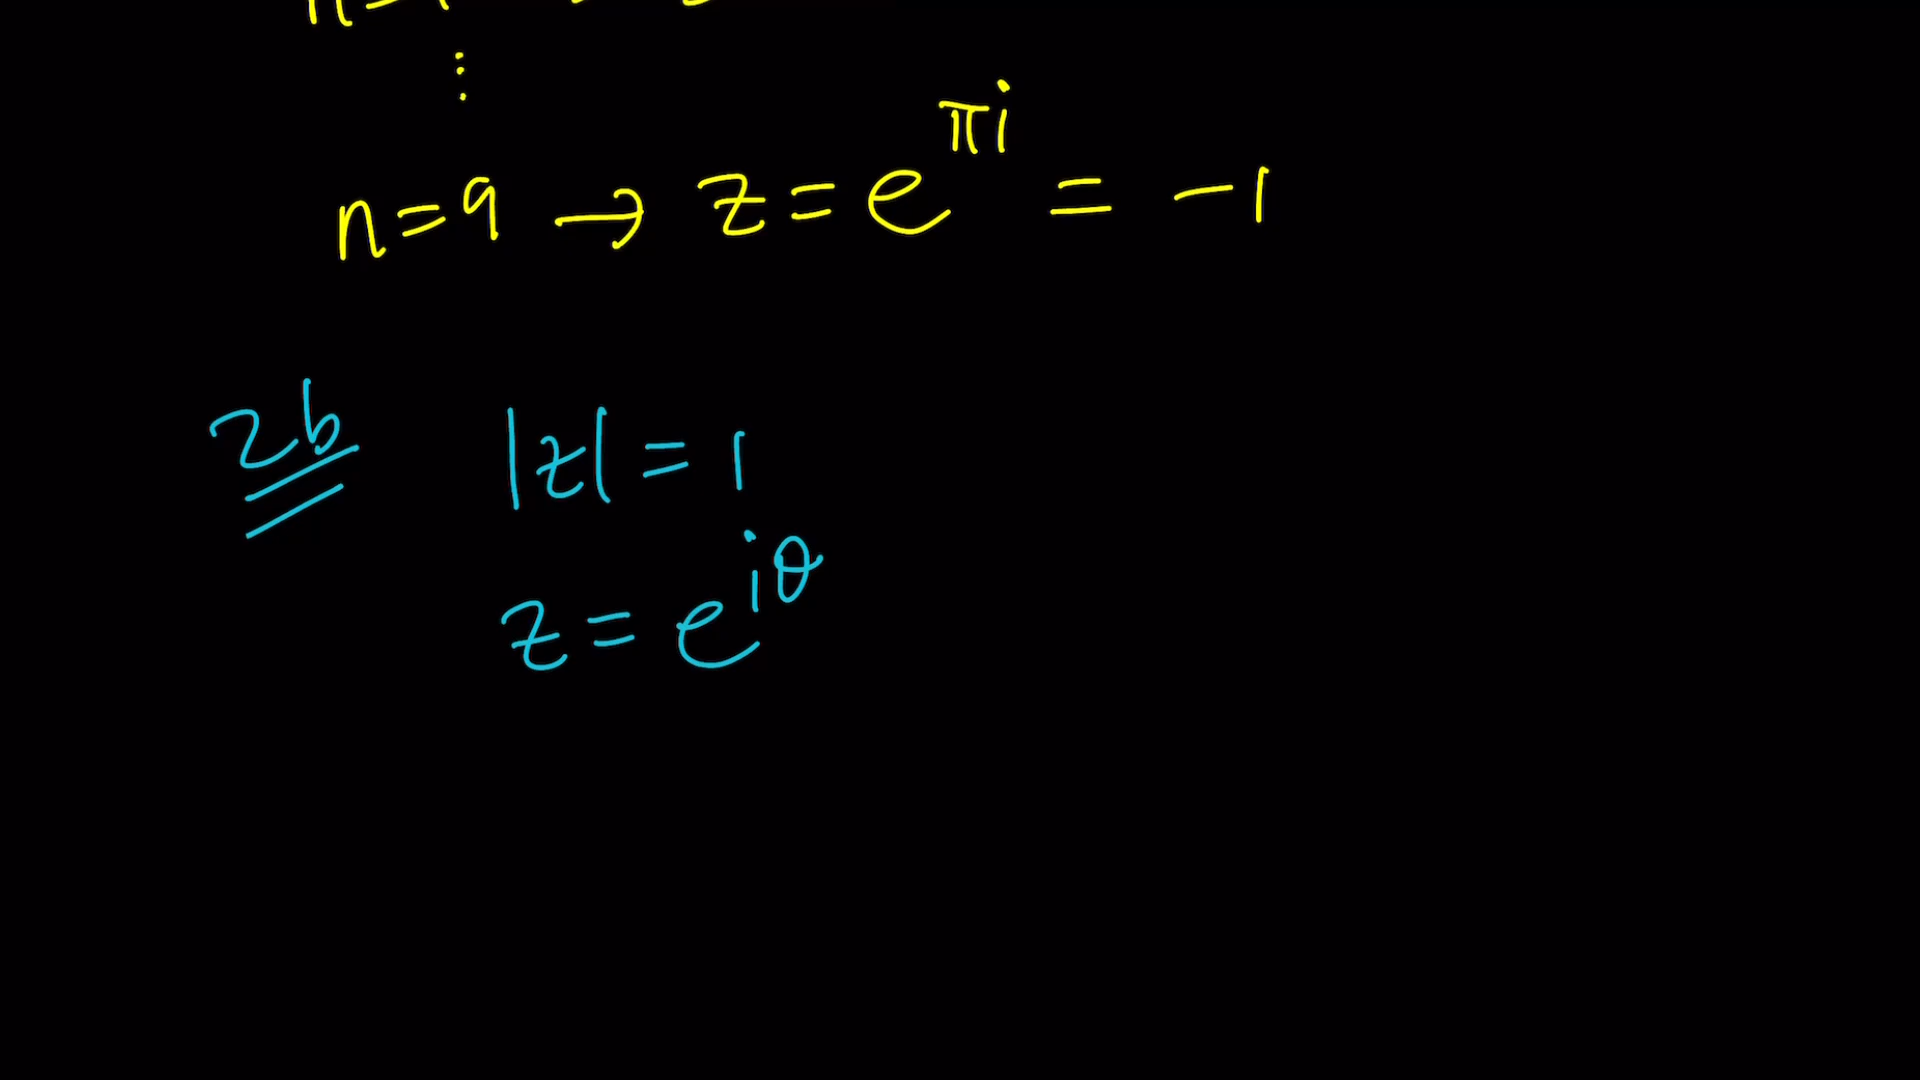 ⋮
n=9 → z = e^{πi} = -1
2b |z| = 1
z = e^{iθ}